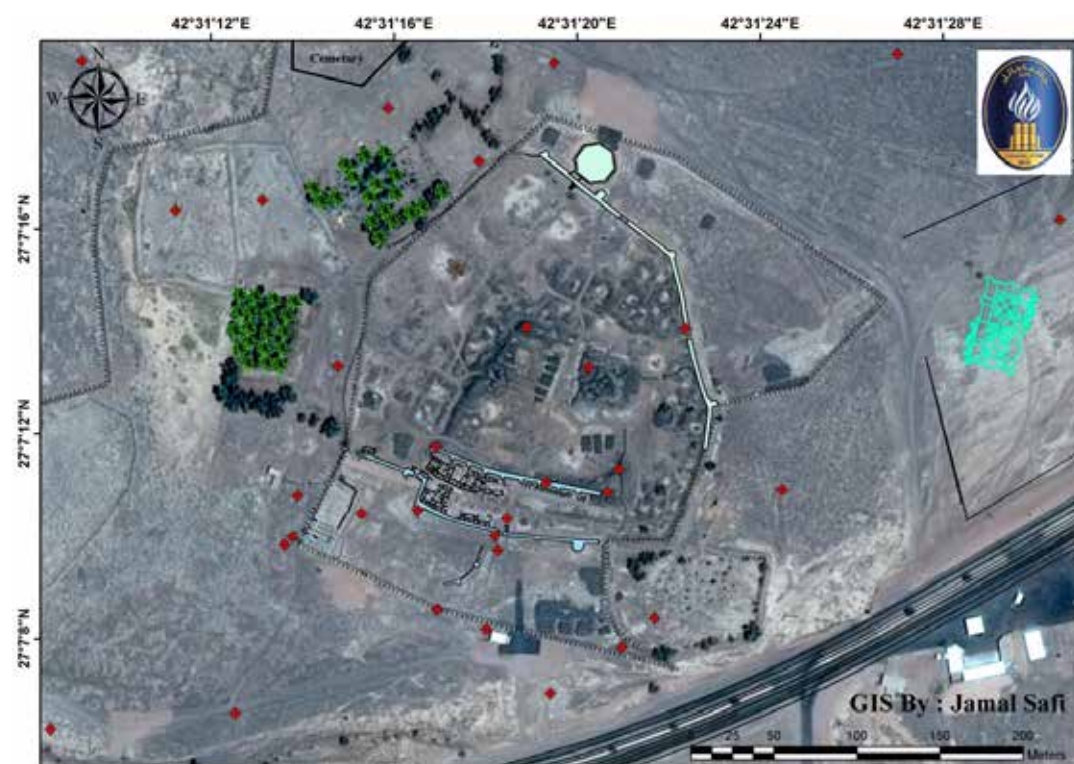 42°31'12"E 42°31'16"E 42°31'20"E 42°31'24"E 42°31'28"E
Cemetary
N
W E
S
27°7'16"N
27°7'12"N
27°7'8"N
GIS By : Jamal Safi
0 25 50 100 150 200
Meters